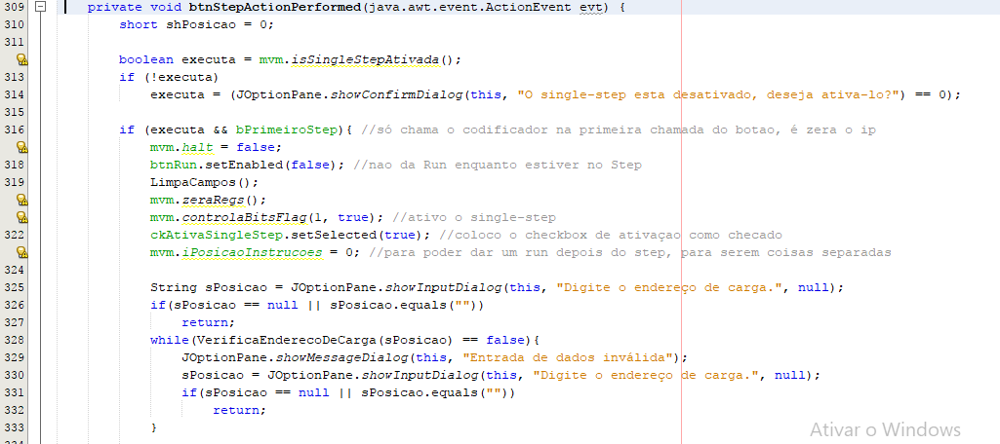 309 private void btnStepActionPerformed(java.awt.event.ActionEvent evt) {
310 short shPosicao = 0;
311
boolean executa = mvm.isSingleStepAtivada();
313 if (!executa)
314 executa = (JOptionPane.showConfirmDialog(this, "O single-step esta desativado, deseja ativa-lo?") == 0);
315
316 if (executa && bPrimeiroStep){ //só chama o codificador na primeira chamada do botao, é zera o ip
mvm.halt = false;
318 btnRun.setEnabled(false); //nao da Run enquanto estiver no Step
319 LimpaCampos();
mvm.zeraRegs();
mvm.controlaBitsFlag(1, true); //ativo o single-step
322 ckAtivaSingleStep.setSelected(true); //coloco o checkbox de ativaçao como checado
mvm.iPosicaoInstrucoes = 0; //para poder dar um run depois do step, para serem coisas separadas
324
325 String sPosicao = JOptionPane.showInputDialog(this, "Digite o endereço de carga.", null);
326 if(sPosicao == null || sPosicao.equals(""))
327 return;
328 while(VerificaEnderecoDeCarga(sPosicao) == false){
329 JOptionPane.showMessageDialog(this, "Entrada de dados inválida");
330 sPosicao = JOptionPane.showInputDialog(this, "Digite o endereço de carga.", null);
331 if(sPosicao == null || sPosicao.equals(""))
332 return;
333 }
Ativar o Windows